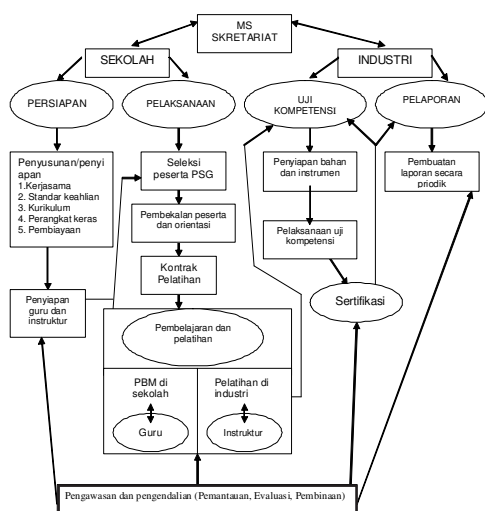 MS
SKRETARIAT
SEKOLAH
INDUSTRI
PERSIAPAN
PELAKSANAAN
UJI
KOMPETENSI
PELAPORAN
Penyusunan/penyi
apan
1.Kerjasama
2. Standar keahlian
3. Kurikulum
4. Perangkat keras
5. Pembiayaan
Seleksi
peserta PSG
Penyiapan bahan
dan instrumen
Pembuatan
laporan secara
priodik
Pembekalan peserta
dan orientasi
Pelaksanaan uji
kompetensi
Kontrak
Pelatihan
Penyiapan
guru dan
instruktur
Sertifikasi
Pembelajaran dan
pelatihan
PBM di
sekolah
Pelatihan di
industri
Guru
Instruktur
Pengawasan dan pengendalian (Pemantauan, Evaluasi, Pembinaan)